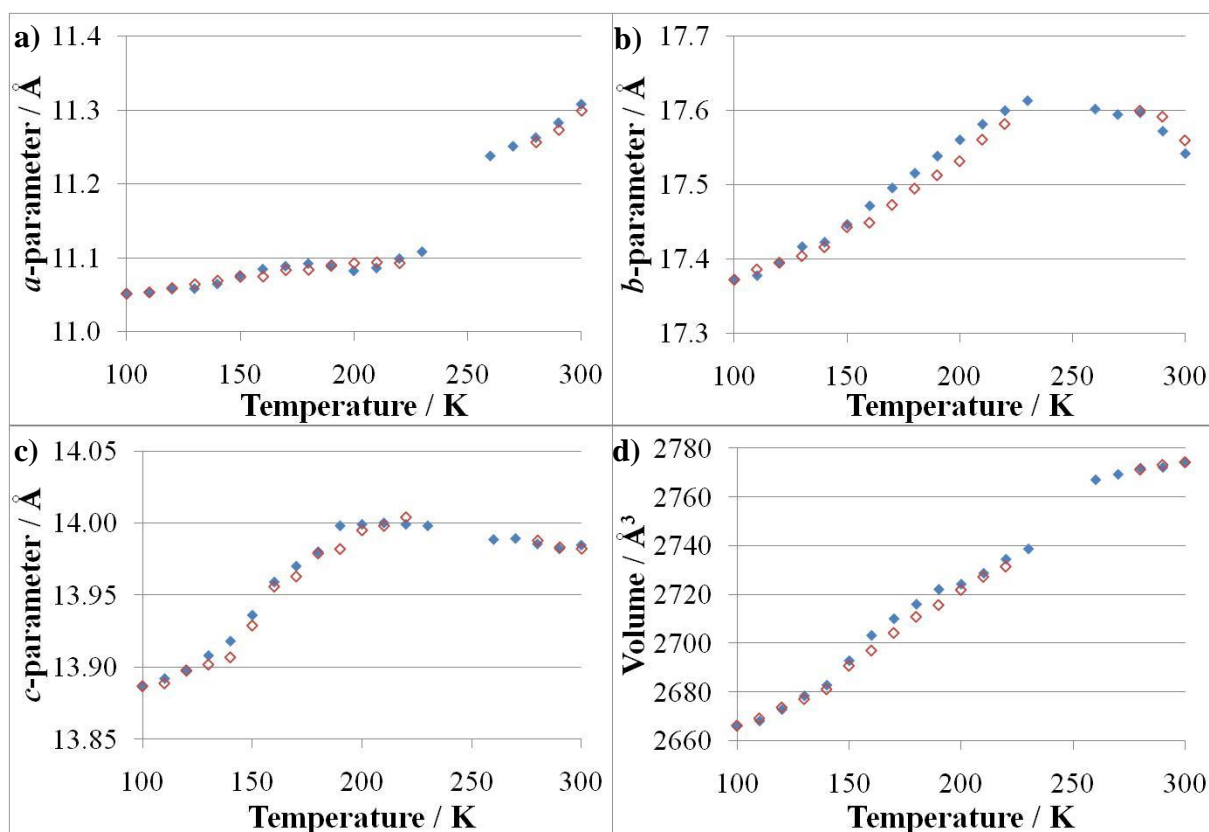 a)
11.4
11.3
11.2
11.1
11.0
a-parameter / Å
100 150 200 250 300
Temperature / K
b)
17.7
17.6
17.5
17.4
17.3
b-parameter / Å
100 150 200 250 300
Temperature / K
c)
14.05
14.00
13.95
13.90
13.85
c-parameter / Å
100 150 200 250 300
Temperature / K
d)
2780
2760
2740
2720
2700
2680
2660
Volume / Å³
100 150 200 250 300
Temperature / K